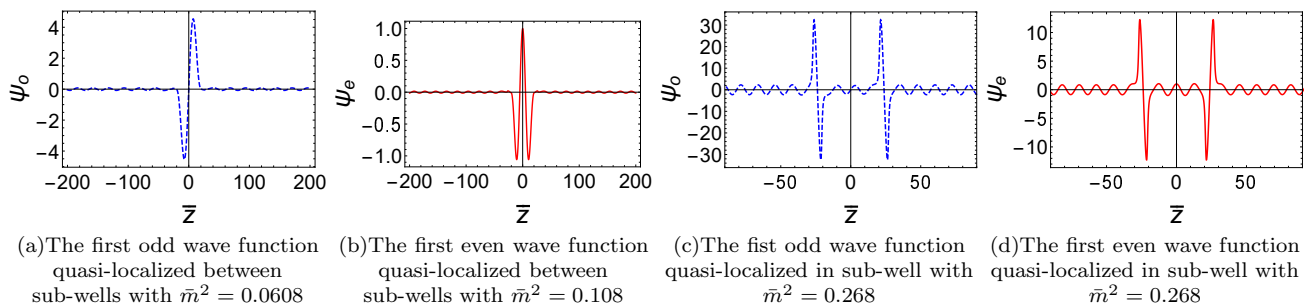 4
2
0
−2
−4
ψo
−200 −100 0 100 200
z̄
(a)The first odd wave function
quasi-localized between
sub-wells with m̄² = 0.0608
1.0
0.5
0.0
−0.5
−1.0
ψe
−200 −100 0 100 200
z̄
(b)The first even wave function
quasi-localized between
sub-wells with m̄² = 0.108
30
20
10
0
−10
−20
−30
ψo
−50 0 50
z̄
(c)The fist odd wave function
quasi-localized in sub-well with
m̄² = 0.268
10
5
0
−5
−10
ψe
−50 0 50
z̄
(d)The first even wave function
quasi-localized in sub-well with
m̄² = 0.268